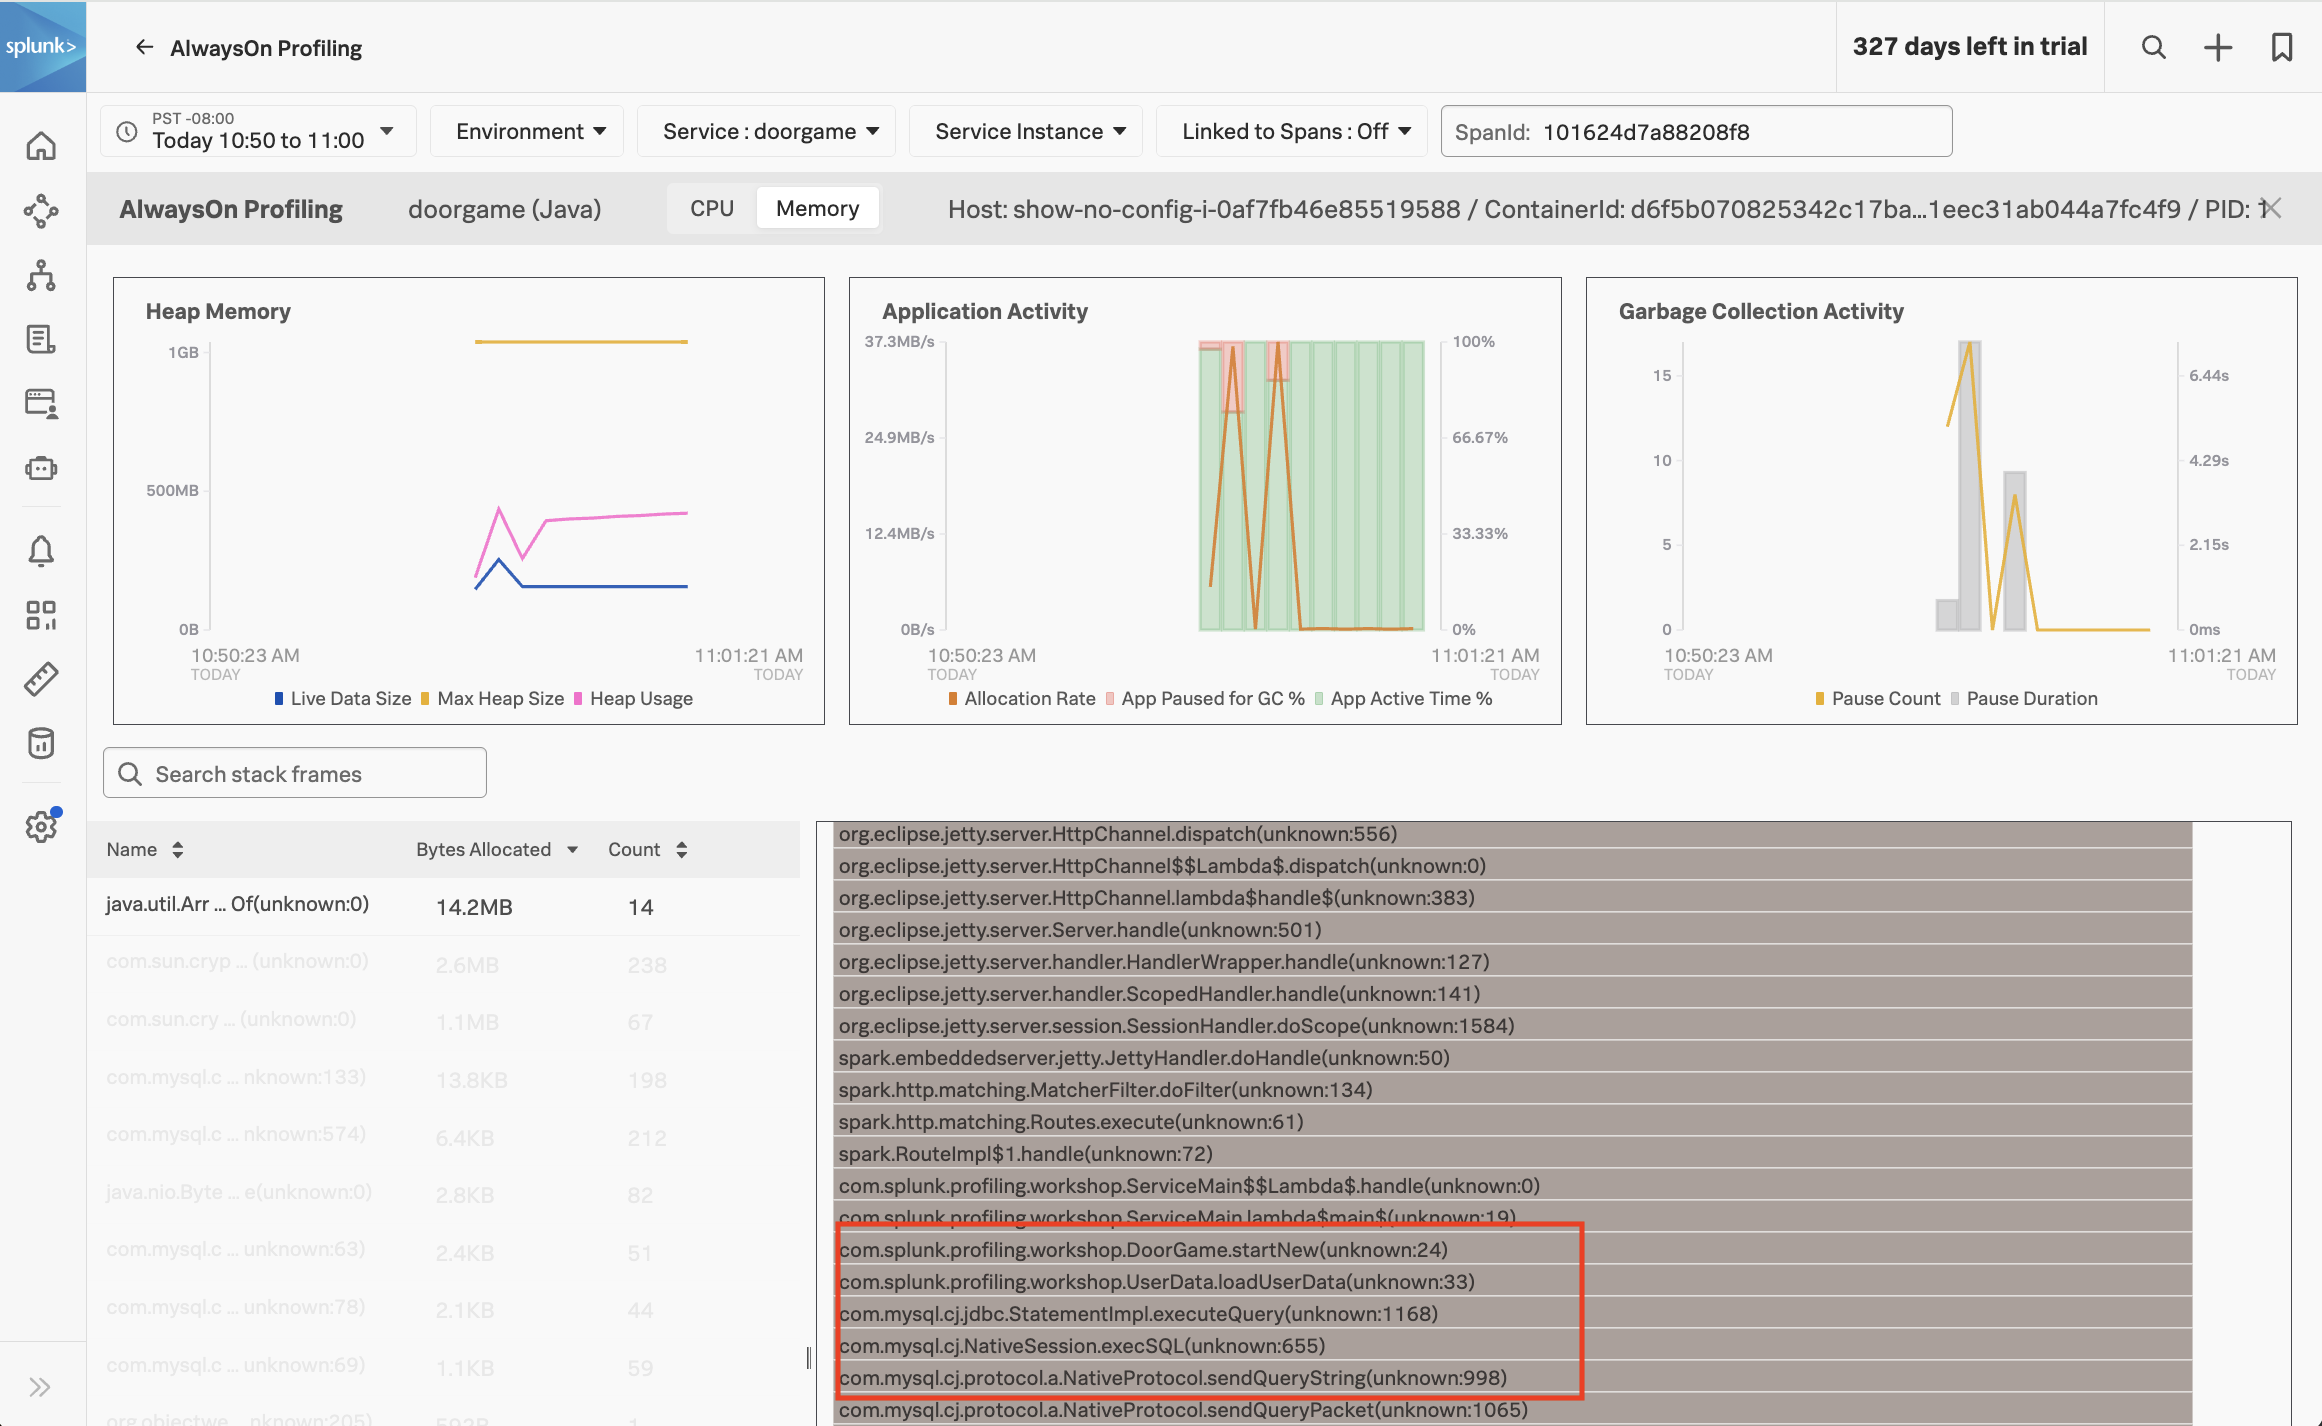 splunk>
AlwaysOn Profiling
327 days left in trial
PST -08:00
Today 10:50 to 11:00
Environment
Service : doorgame
Service Instance
Linked to Spans : Off
SpanId: 101624d7a88208f8
AlwaysOn Profiling
doorgame (Java)
CPU
Memory
Host: show-no-config-i-0af7fb46e85519588 / ContainerId: d6f5b070825342c17ba...1eec31ab044a7fc4f9 / PID: 1
Heap Memory
1GB
500MB
0B
10:50:23 AM
TODAY
11:01:21 AM
TODAY
Live Data Size
Max Heap Size
Heap Usage
Application Activity
37.3MB/s
24.9MB/s
12.4MB/s
0B/s
100%
66.67%
33.33%
0%
10:50:23 AM
TODAY
11:01:21 AM
TODAY
Allocation Rate
App Paused for GC %
App Active Time %
Garbage Collection Activity
15
10
5
0
6.44s
4.29s
2.15s
0ms
10:50:23 AM
TODAY
11:01:21 AM
TODAY
Pause Count
Pause Duration
Search stack frames
Name
Bytes Allocated
Count
java.util.Arr ... Of(unknown:0) 14.2MB 14
com.sun.cryp ... (unknown:0) 2.6MB 238
com.sun.cry ... (unknown:0) 1.1MB 67
com.mysql.c ... nknown:133) 13.8KB 198
com.mysql.c ... nknown:574) 6.4KB 212
java.nio.Byte ... e(unknown:0) 2.8KB 82
com.mysql.c ... unknown:63) 2.4KB 51
com.mysql.c ... unknown:78) 2.1KB 44
com.mysql.c ... unknown:69) 1.1KB 59
org.objectwe ... nknown:205) 592B 1
org.eclipse.jetty.server.HttpChannel.dispatch(unknown:556)
org.eclipse.jetty.server.HttpChannel$$Lambda$.dispatch(unknown:0)
org.eclipse.jetty.server.HttpChannel.lambda$handle$(unknown:383)
org.eclipse.jetty.server.Server.handle(unknown:501)
org.eclipse.jetty.server.handler.HandlerWrapper.handle(unknown:127)
org.eclipse.jetty.server.handler.ScopedHandler.handle(unknown:141)
org.eclipse.jetty.server.session.SessionHandler.doScope(unknown:1584)
spark.embeddedserver.jetty.JettyHandler.doHandle(unknown:50)
spark.http.matching.MatcherFilter.doFilter(unknown:134)
spark.http.matching.Routes.execute(unknown:61)
spark.RouteImpl$1.handle(unknown:72)
com.splunk.profiling.workshop.ServiceMain$$Lambda$.handle(unknown:0)
com.splunk.profiling.workshop.ServiceMain.lambda$main$(unknown:19)
com.splunk.profiling.workshop.DoorGame.startNew(unknown:24)
com.splunk.profiling.workshop.UserData.loadUserData(unknown:33)
com.mysql.cj.jdbc.StatementImpl.executeQuery(unknown:1168)
com.mysql.cj.NativeSession.execSQL(unknown:655)
com.mysql.cj.protocol.a.NativeProtocol.sendQueryString(unknown:998)
com.mysql.cj.protocol.a.NativeProtocol.sendQueryPacket(unknown:1065)